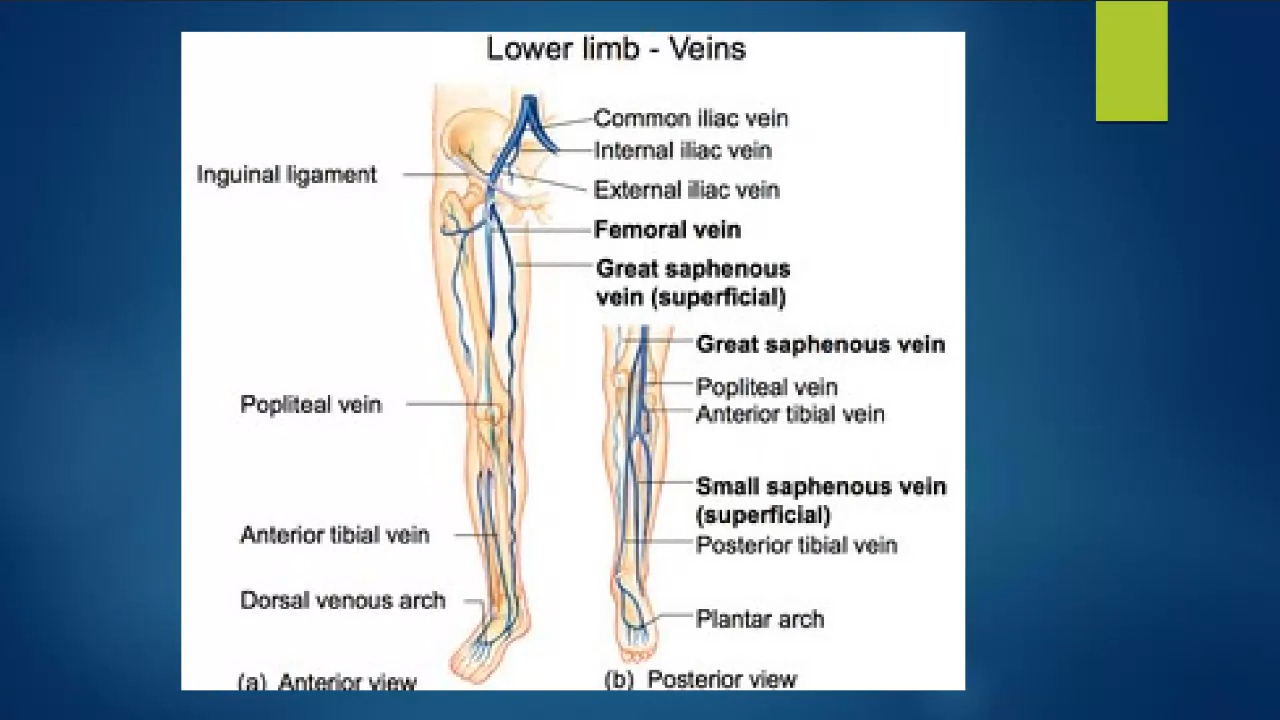 Lower limb - Veins
Common iliac vein
Internal iliac vein
Inguinal ligament
External iliac vein
Femoral vein
Great saphenous
vein (superficial)
Great saphenous vein
Popliteal vein
Popliteal vein
Anterior tibial vein
Small saphenous vein
(superficial)
Anterior tibial vein
Posterior tibial vein
Dorsal venous arch
Plantar arch
(a) Anterior view
(b) Posterior view